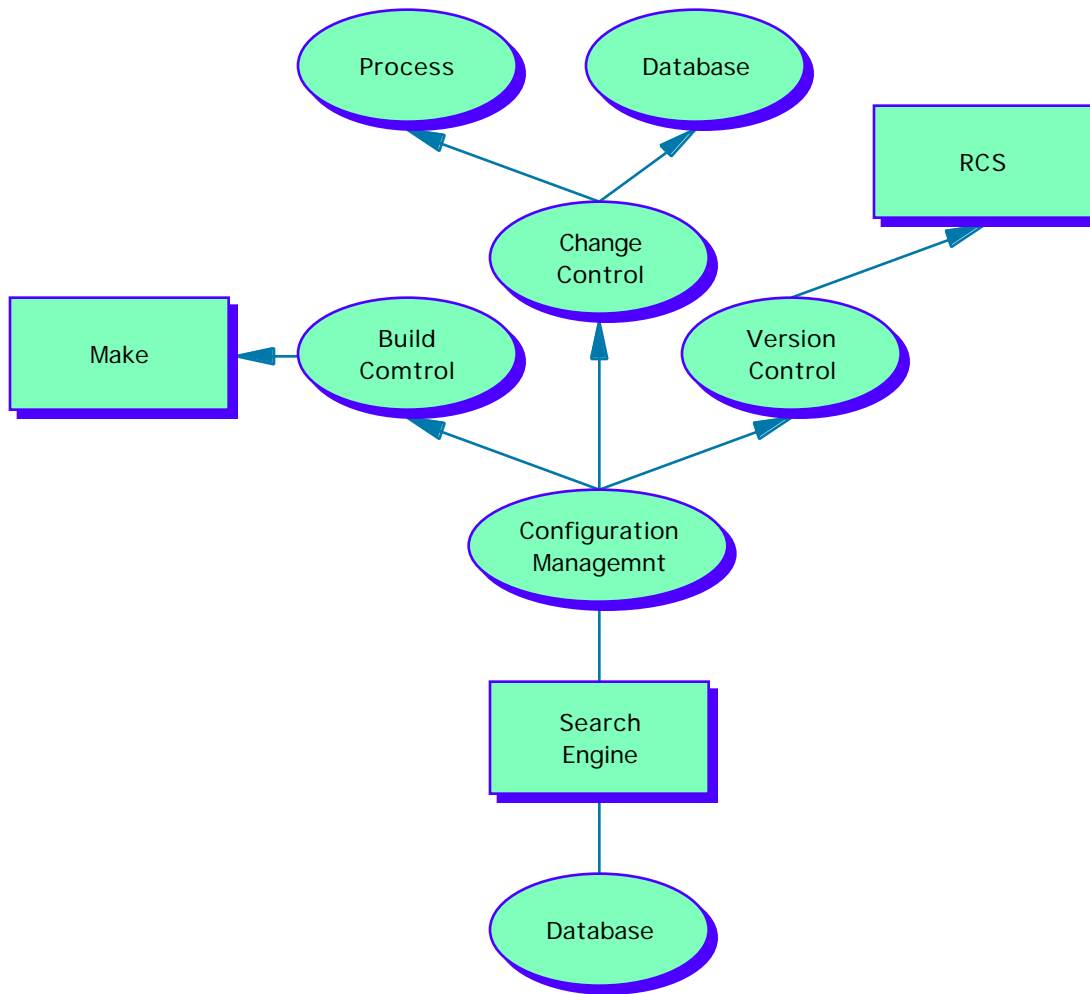 Process
Database
RCS
Change
Control
Make
Build
Comtrol
Version
Control
Configuration
Managemnt
Search
Engine
Database